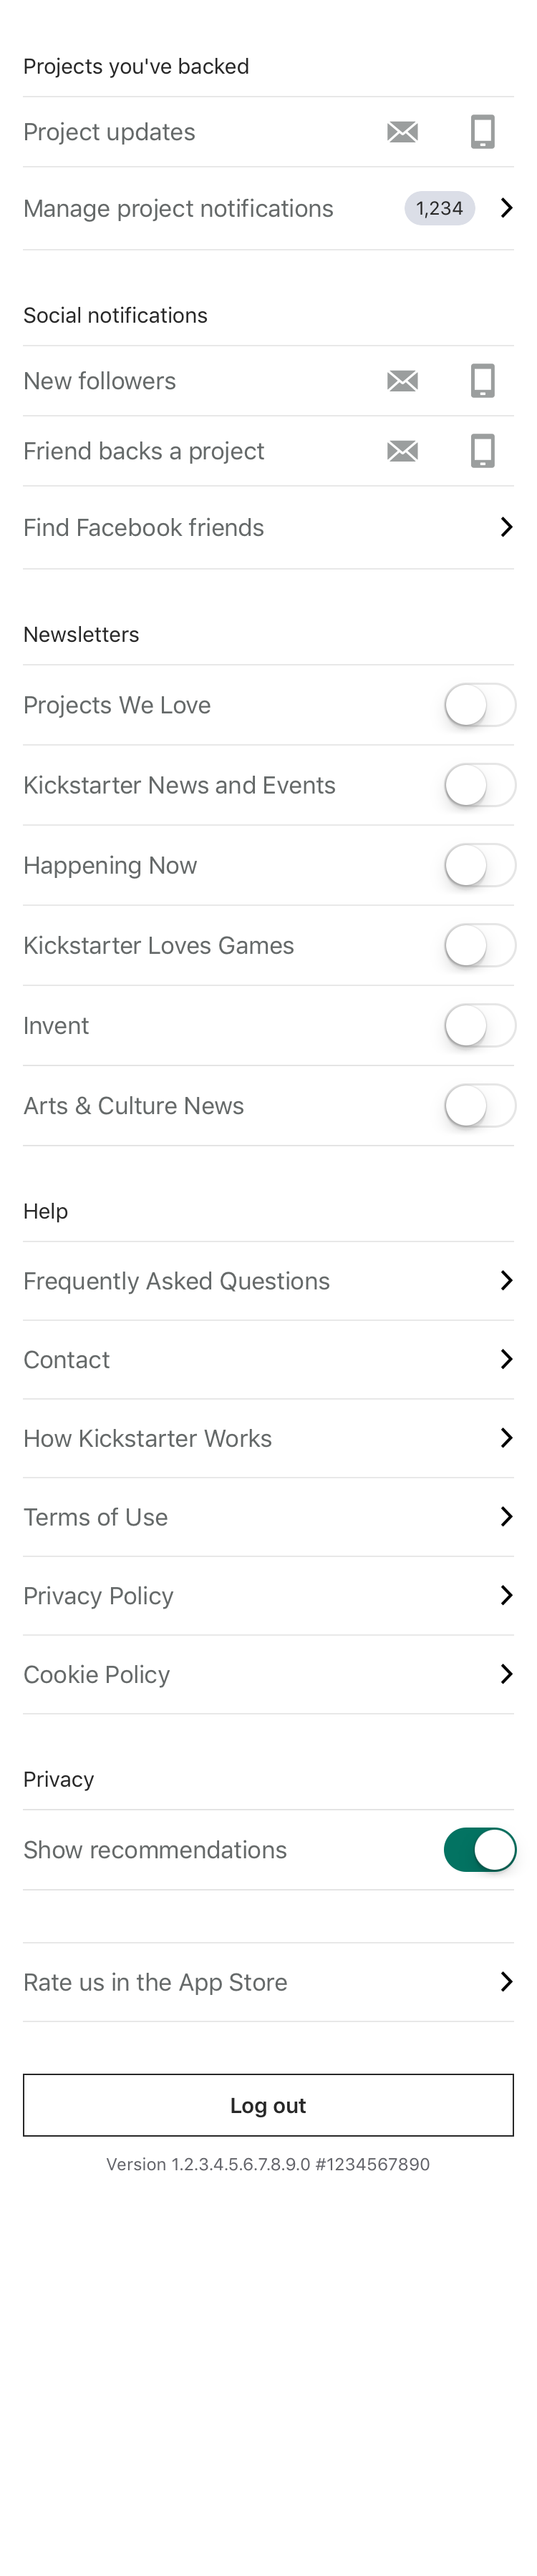 Projects you've backed
Project updates
Manage project notifications 1,234
Social notifications
New followers
Friend backs a project
Find Facebook friends
Newsletters
Projects We Love
Kickstarter News and Events
Happening Now
Kickstarter Loves Games
Invent
Arts & Culture News
Help
Frequently Asked Questions
Contact
How Kickstarter Works
Terms of Use
Privacy Policy
Cookie Policy
Privacy
Show recommendations
Rate us in the App Store
Log out
Version 1.2.3.4.5.6.7.8.9.0 #1234567890